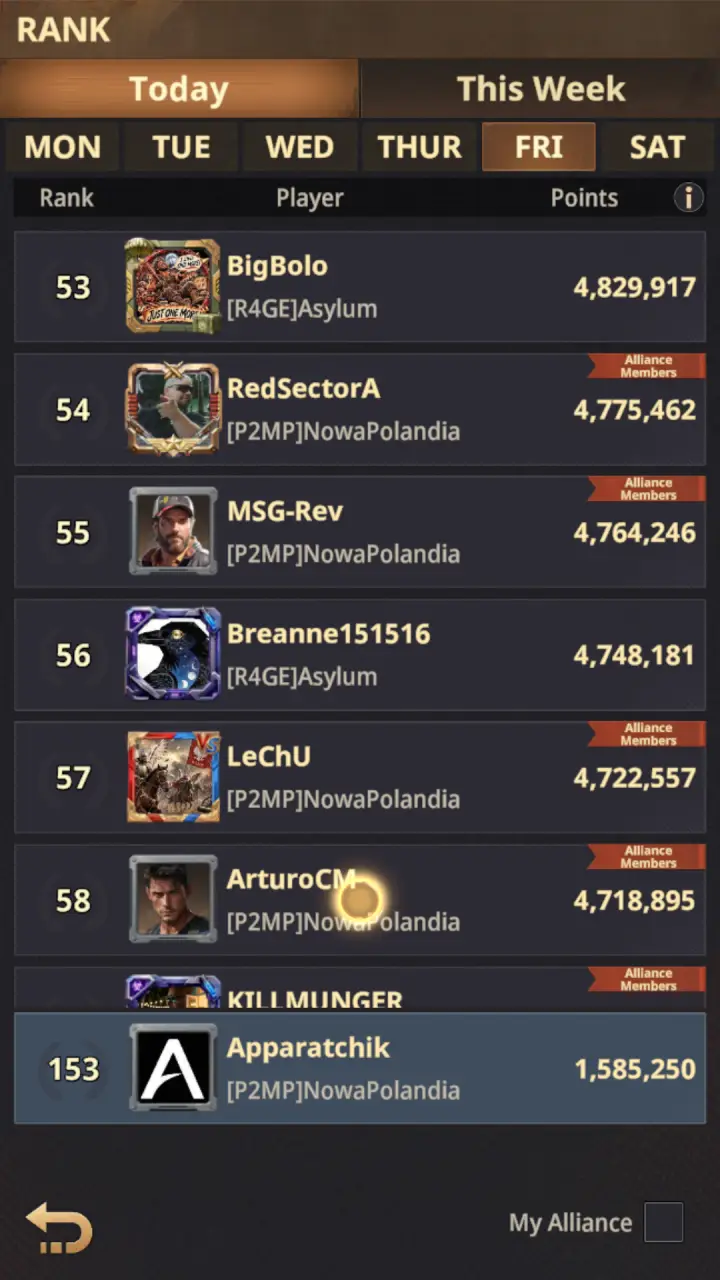 RANK
Today
This Week
MON
TUE
WED
THUR
FRI
SAT
Rank
Player
Points
53
JUST ONE MORE
BigBolo
[R4GE]Asylum
4,829,917
Alliance
Members
54
RedSectorA
[P2MP]NowaPolandia
4,775,462
Alliance
Members
55
MSG-Rev
[P2MP]NowaPolandia
4,764,246
56
Breanne151516
[R4GE]Asylum
4,748,181
Alliance
Members
57
VS
LeChU
[P2MP]NowaPolandia
4,722,557
Alliance
Members
58
ArturoCM
[P2MP]NowaPolandia
4,718,895
Alliance
Members
KILLMUNGER
153
Apparatchik
[P2MP]NowaPolandia
1,585,250
My Alliance